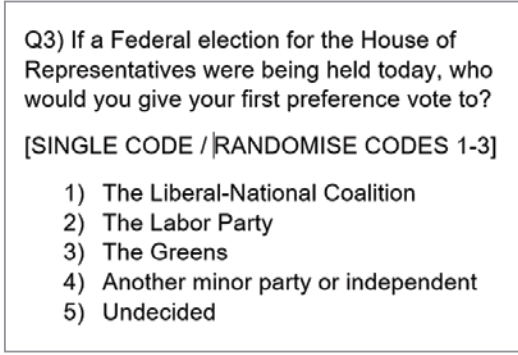 Q3) If a Federal election for the House of
Representatives were being held today, who
would you give your first preference vote to?
[SINGLE CODE / RANDOMISE CODES 1-3]
1) The Liberal-National Coalition
2) The Labor Party
3) The Greens
4) Another minor party or independent
5) Undecided